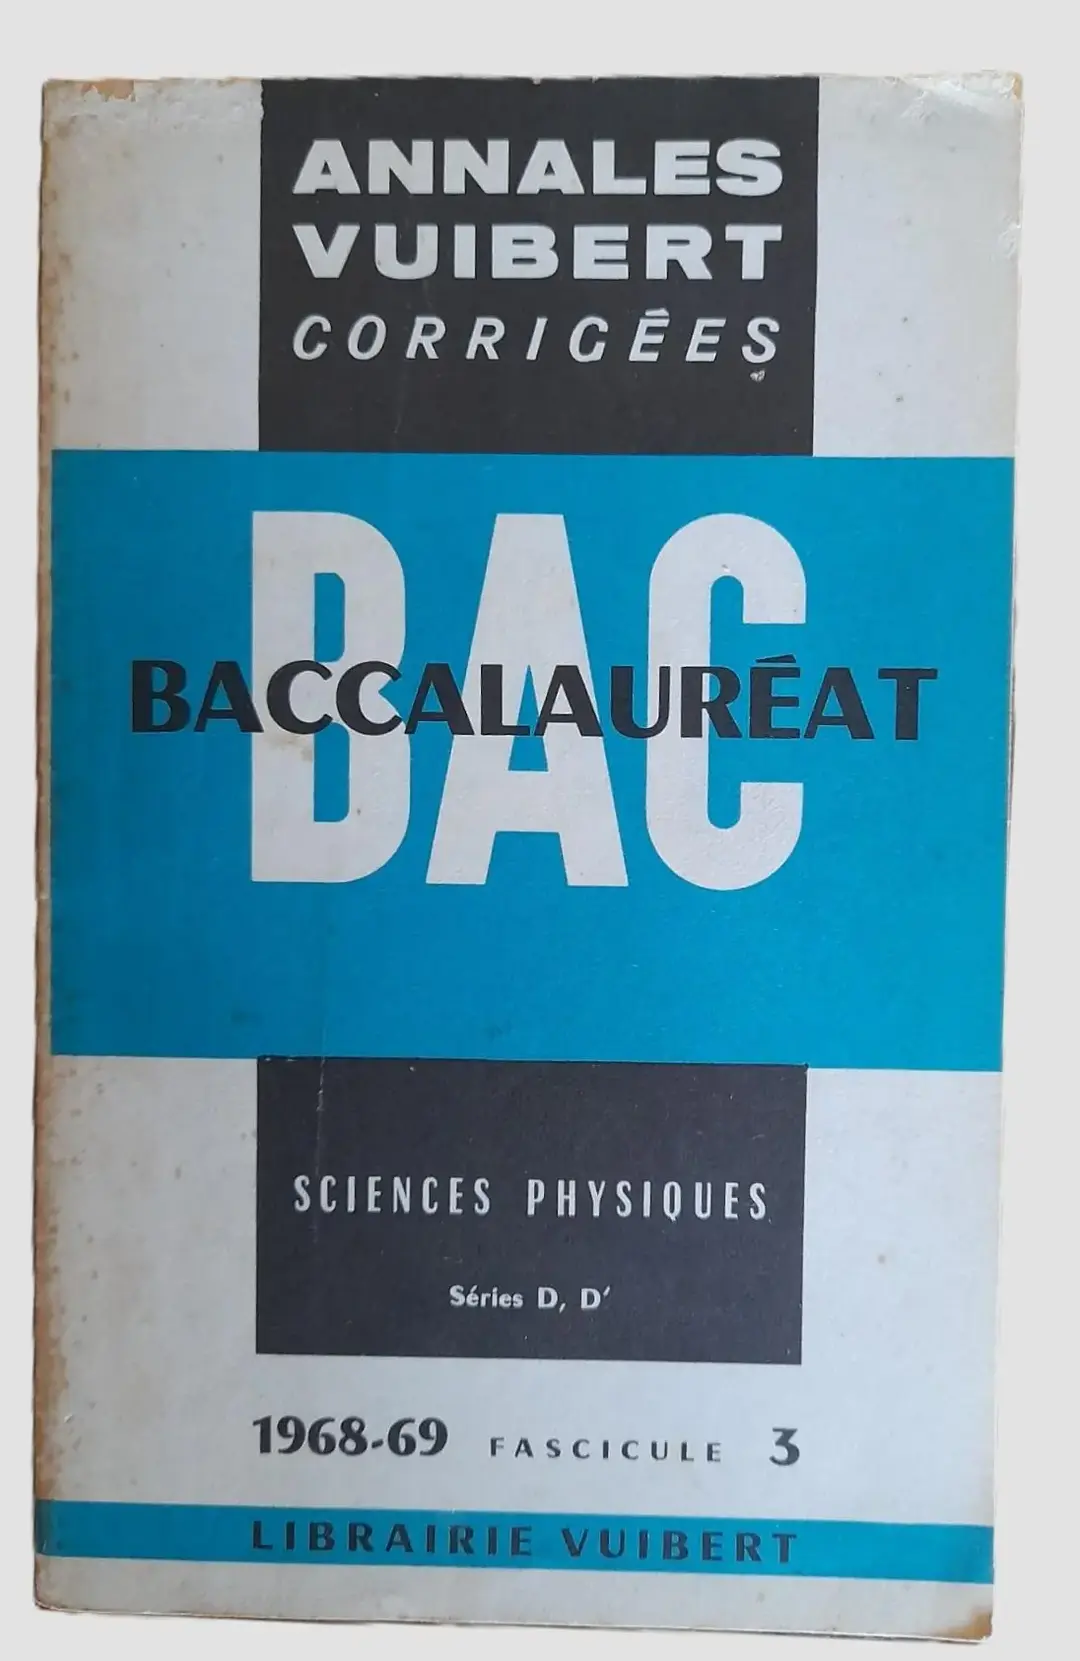 ANNALES
VUIBERT
CORRIGÉES
BAC
BACCALAURÉAT
SCIENCES PHYSIQUES
Séries D, D′
1968-69 FASCICULE 3
LIBRAIRIE VUIBERT